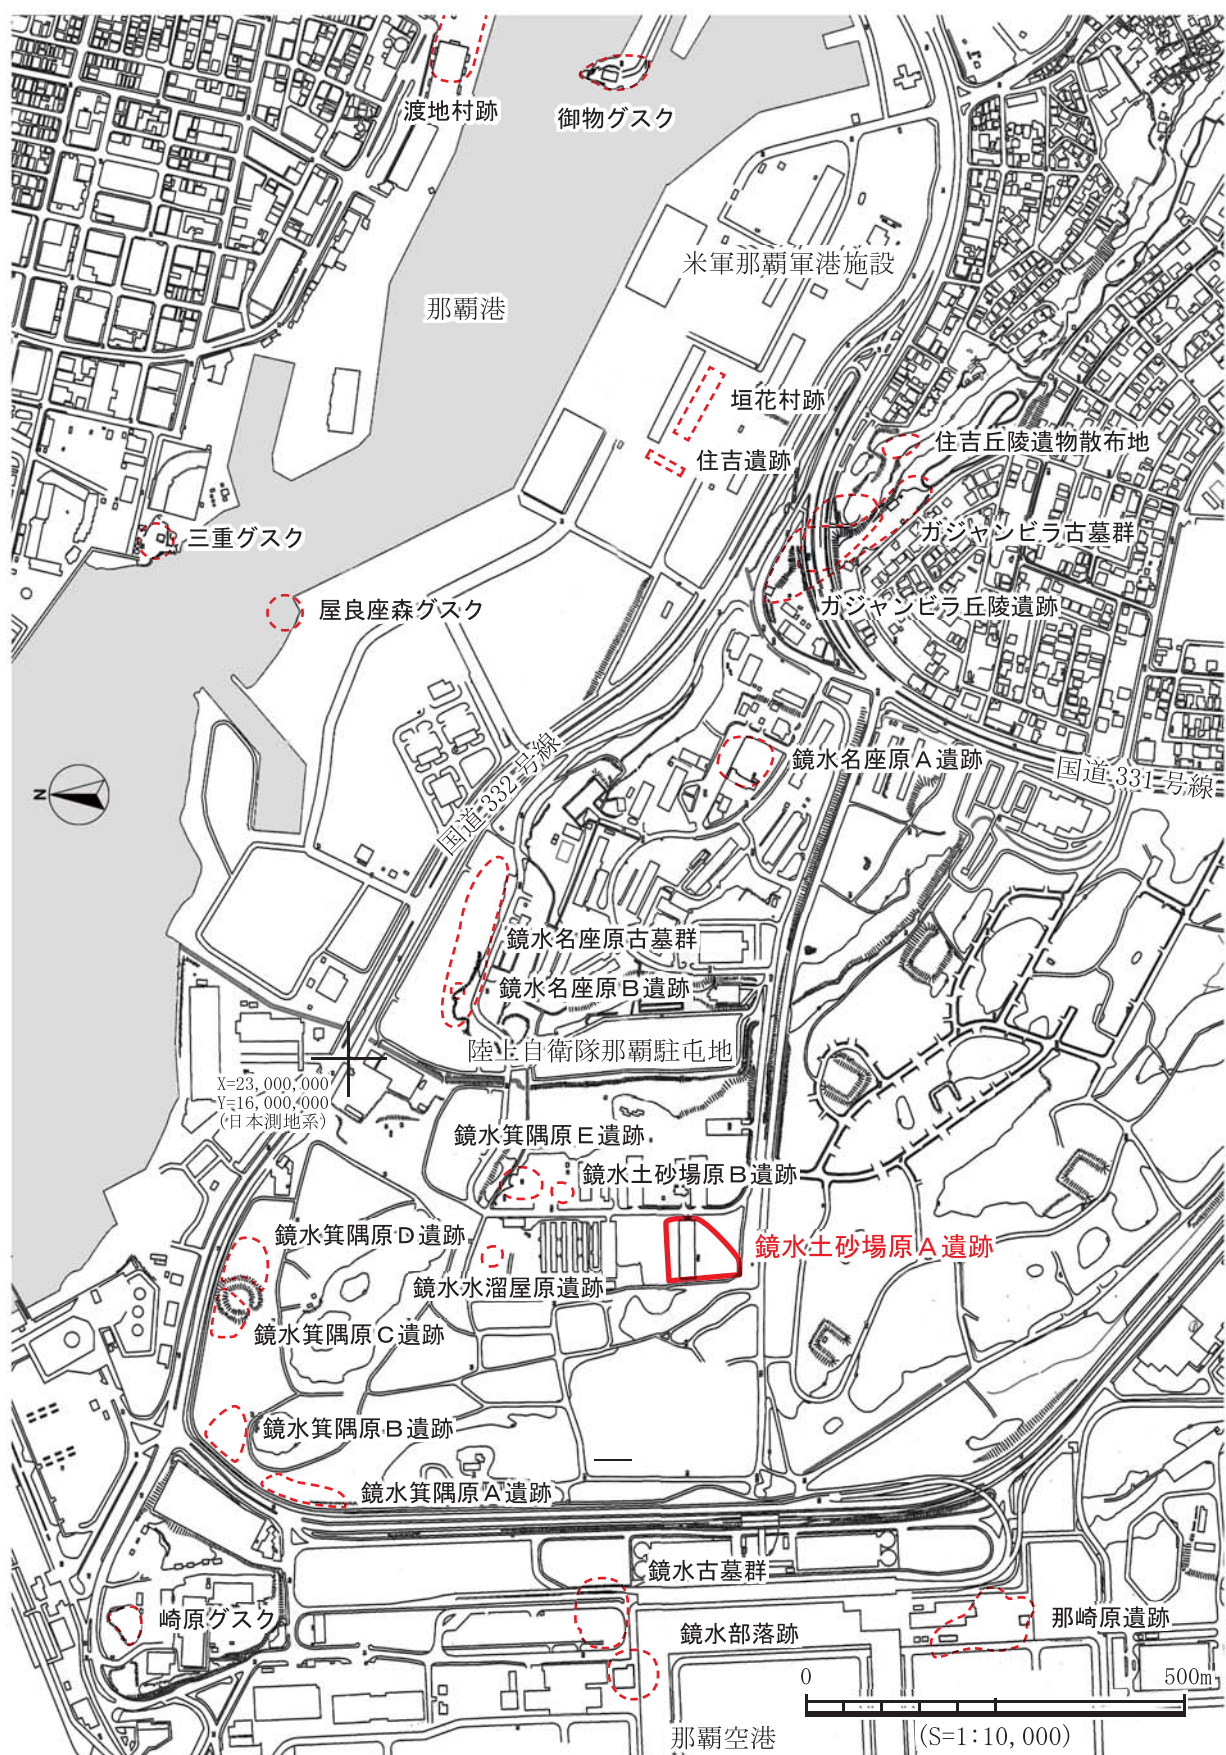 渡地村跡
御物グスク
米軍那覇軍港施設
那覇港
垣花村跡
住吉丘陵遺物散布地
住吉遺跡
三重グスク
ガジャンビラ古墓群
屋良座森グスク
ガジャンビラ丘陵遺跡
鏡水名座原A遺跡
国道331号線
国道332号線
N
鏡水名座原古墓群
鏡水名座原B遺跡
陸上自衛隊那覇駐屯地
X=23,000,000
Y=16,000,000
(日本測地系)
鏡水箕隅原E遺跡
鏡水土砂場原B遺跡
鏡水箕隅原D遺跡
鏡水土砂場原A遺跡
鏡水水溜屋原遺跡
鏡水箕隅原C遺跡
鏡水箕隅原B遺跡
鏡水箕隅原A遺跡
鏡水古墓群
崎原グスク
鏡水部落跡
那崎原遺跡
0 500m
那覇空港
(S=1:10,000)